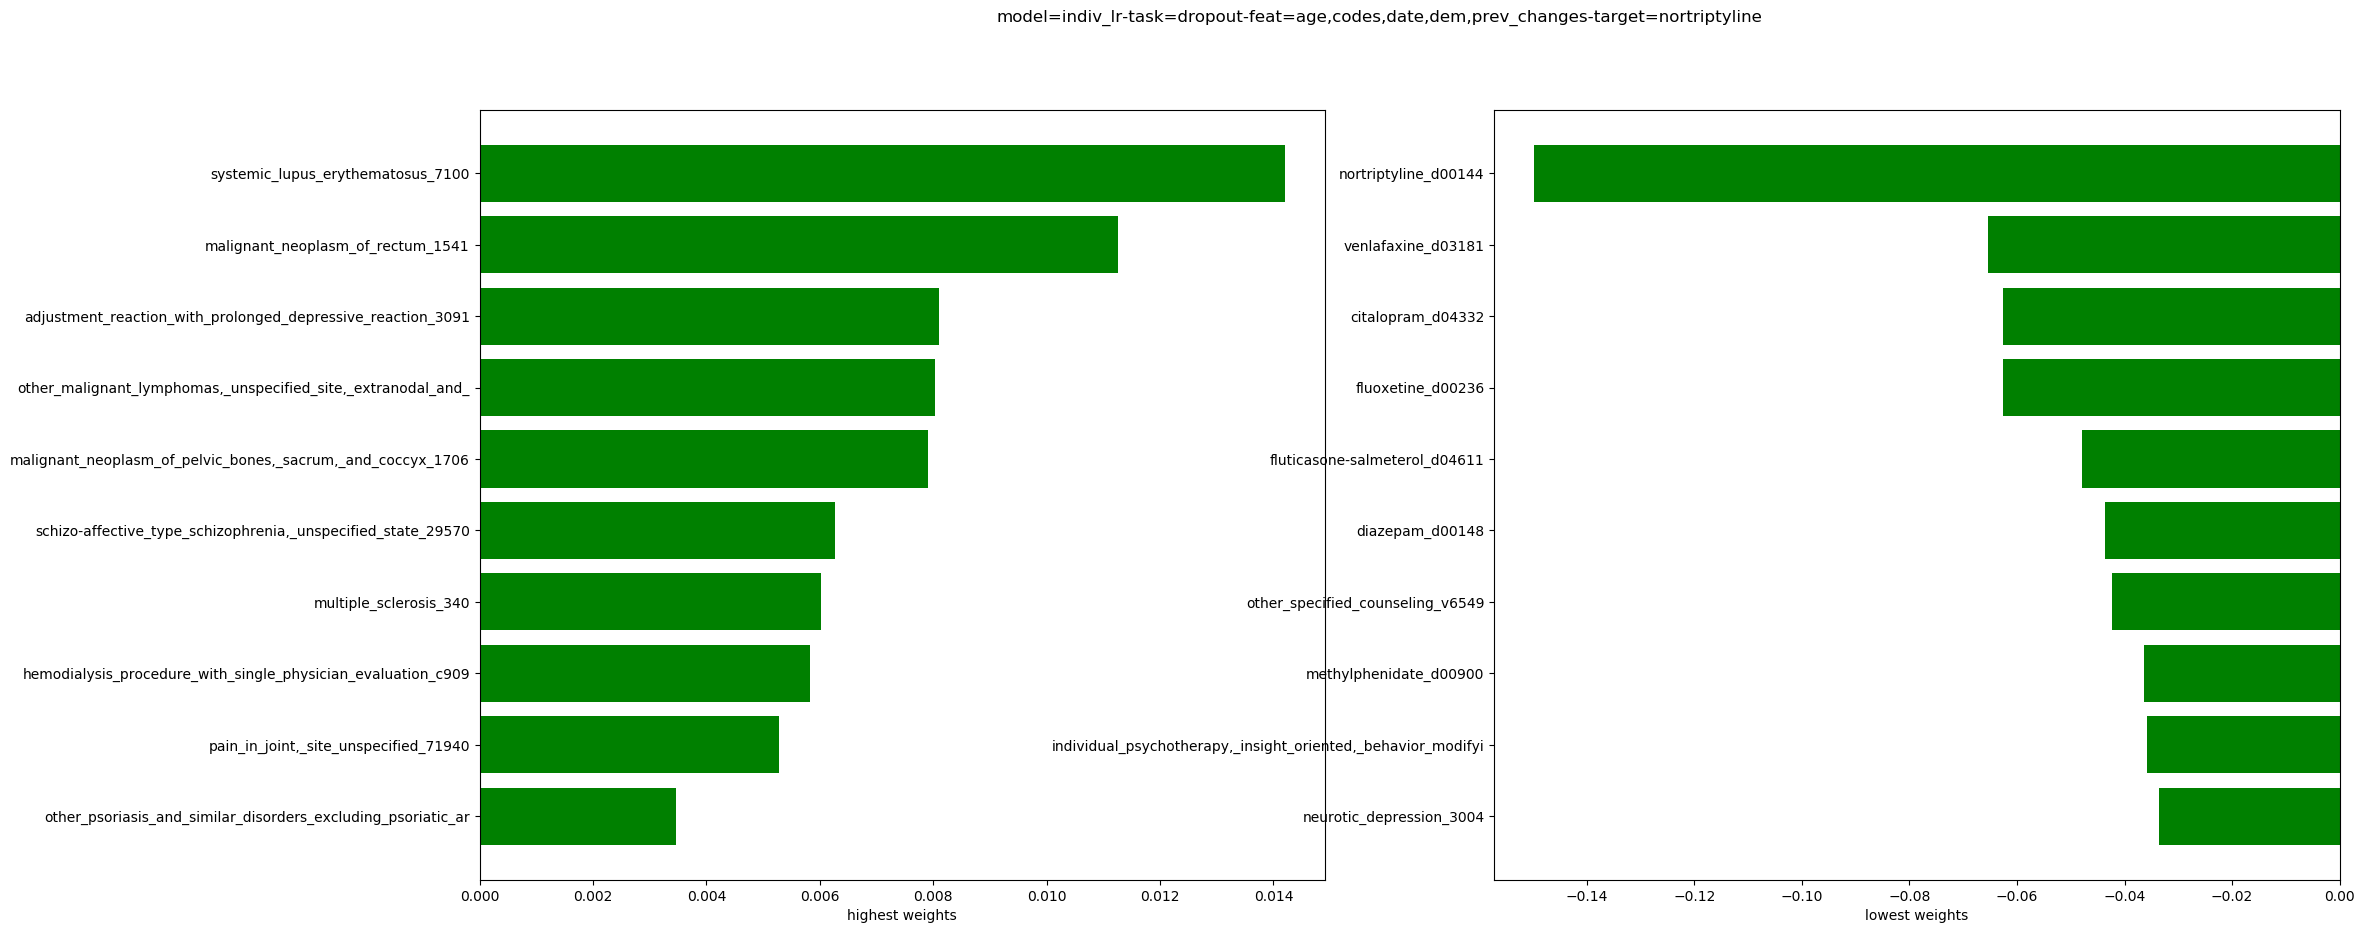 model=indiv_lr-task=dropout-feat=age,codes,date,dem,prev_changes-target=nortriptyline
systemic_lupus_erythematosus_7100
malignant_neoplasm_of_rectum_1541
adjustment_reaction_with_prolonged_depressive_reaction_3091
other_malignant_lymphomas,_unspecified_site,_extranodal_and_
malignant_neoplasm_of_pelvic_bones,_sacrum,_and_coccyx_1706
schizo-affective_type_schizophrenia,_unspecified_state_29570
multiple_sclerosis_340
hemodialysis_procedure_with_single_physician_evaluation_c909
pain_in_joint,_site_unspecified_71940
other_psoriasis_and_similar_disorders_excluding_psoriatic_ar
0.000 0.002 0.004 0.006 0.008 0.010 0.012 0.014
highest weights
nortriptyline_d00144
venlafaxine_d03181
citalopram_d04332
fluoxetine_d00236
fluticasone-salmeterol_d04611
diazepam_d00148
other_specified_counseling_v6549
methylphenidate_d00900
individual_psychotherapy,_insight_oriented,_behavior_modifyi
neurotic_depression_3004
−0.14 −0.12 −0.10 −0.08 −0.06 −0.04 −0.02 0.00
lowest weights